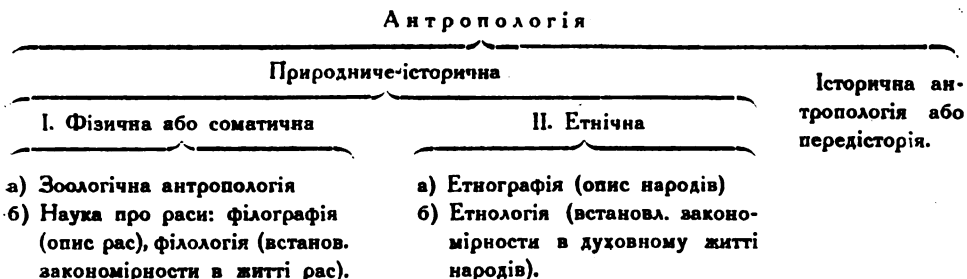 Антропологія
Природниче-історична
Історична ан-
тропологія або
передісторія.
I. Фізична або соматична
II. Етнічна
а) Зоологічна антропологія
б) Наука про раси: філографія
(опис рас), філологія (встанов.
закономірности в житті рас).
а) Етнографія (опис народів)
б) Етнологія (встановл. законо-
мірности в духовному житті
народів).